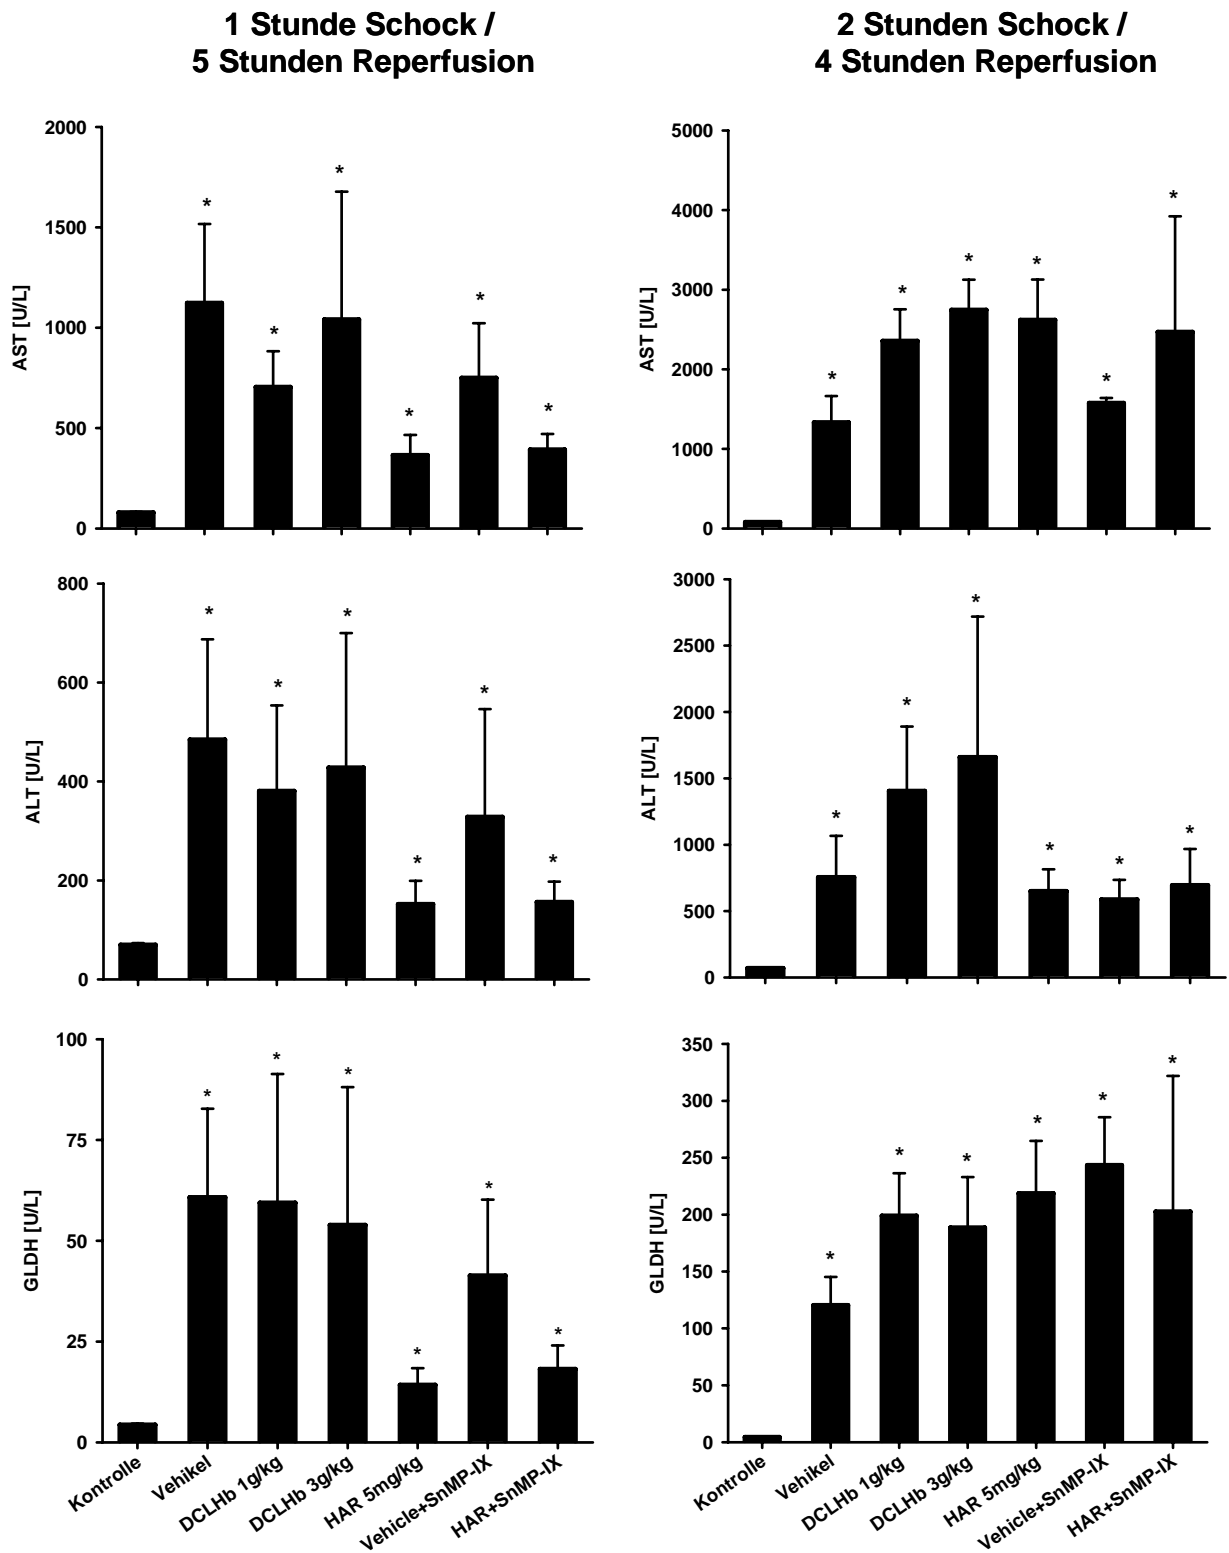 1 Stunde Schock /
5 Stunden Reperfusion
2 Stunden Schock /
4 Stunden Reperfusion
2000
1500
1000
500
0
AST [U/L]
* * * * * *
5000
4000
3000
2000
1000
0
AST [U/L]
* * * * * *
800
600
400
200
0
ALT [U/L]
* * * * * *
3000
2500
2000
1500
1000
500
0
ALT [U/L]
* * * * * *
100
75
50
25
0
GLDH [U/L]
* * * * * *
Kontrolle
Vehikel
DCLHb 1g/kg
DCLHb 3g/kg
HAR 5mg/kg
Vehicle+SnMP-IX
HAR+SnMP-IX
350
300
250
200
150
100
50
0
GLDH [U/L]
* * * * * *
Kontrolle
Vehikel
DCLHb 1g/kg
DCLHb 3g/kg
HAR 5mg/kg
Vehicle+SnMP-IX
HAR+SnMP-IX